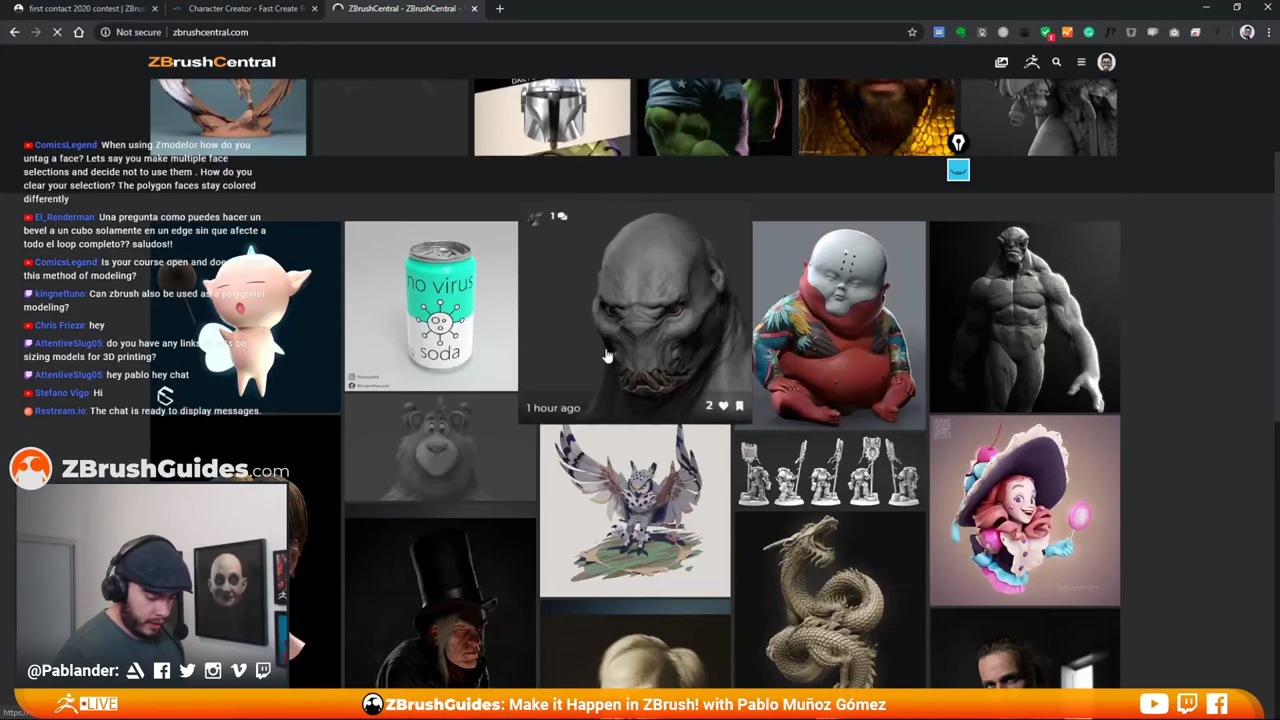 first contact 2020 contest | ZBrus
Character Creator - Fast Create R
ZBrushCentral - ZBrushCentral -
Not secure | zbrushcentral.com
ZBrushCentral
ComicsLegend: When using Zmodelor how do you
untag a face? Lets say you make multiple face
selections and decide not to use them . How do you
clear your selection? The polygon faces stay colored
differently
El_Renderman: Una pregunta como puedes hacer un
bevel a un cubo solamente en un edge sin que afecte a
todo el loop completo?? saludos!!
ComicsLegend: Is your course open and doe
this method of modeling?
kingnettuno: Can zbrush also be used as a polygonal
modeling?
Chris Frieze: hey
AttentiveSlug05: do you have any links
on
sizing models for 3D printing?
AttentiveSlug05: hey pablo hey chat
Stefano Vigo: Hi
Restream.io: The chat is ready to display messages.
no virus
soda
1
1 hour ago
2
ZBrushGuides.com
@Pablander:
LIVE
ZBrushGuides: Make it Happen in ZBrush! with Pablo Muñoz Gómez